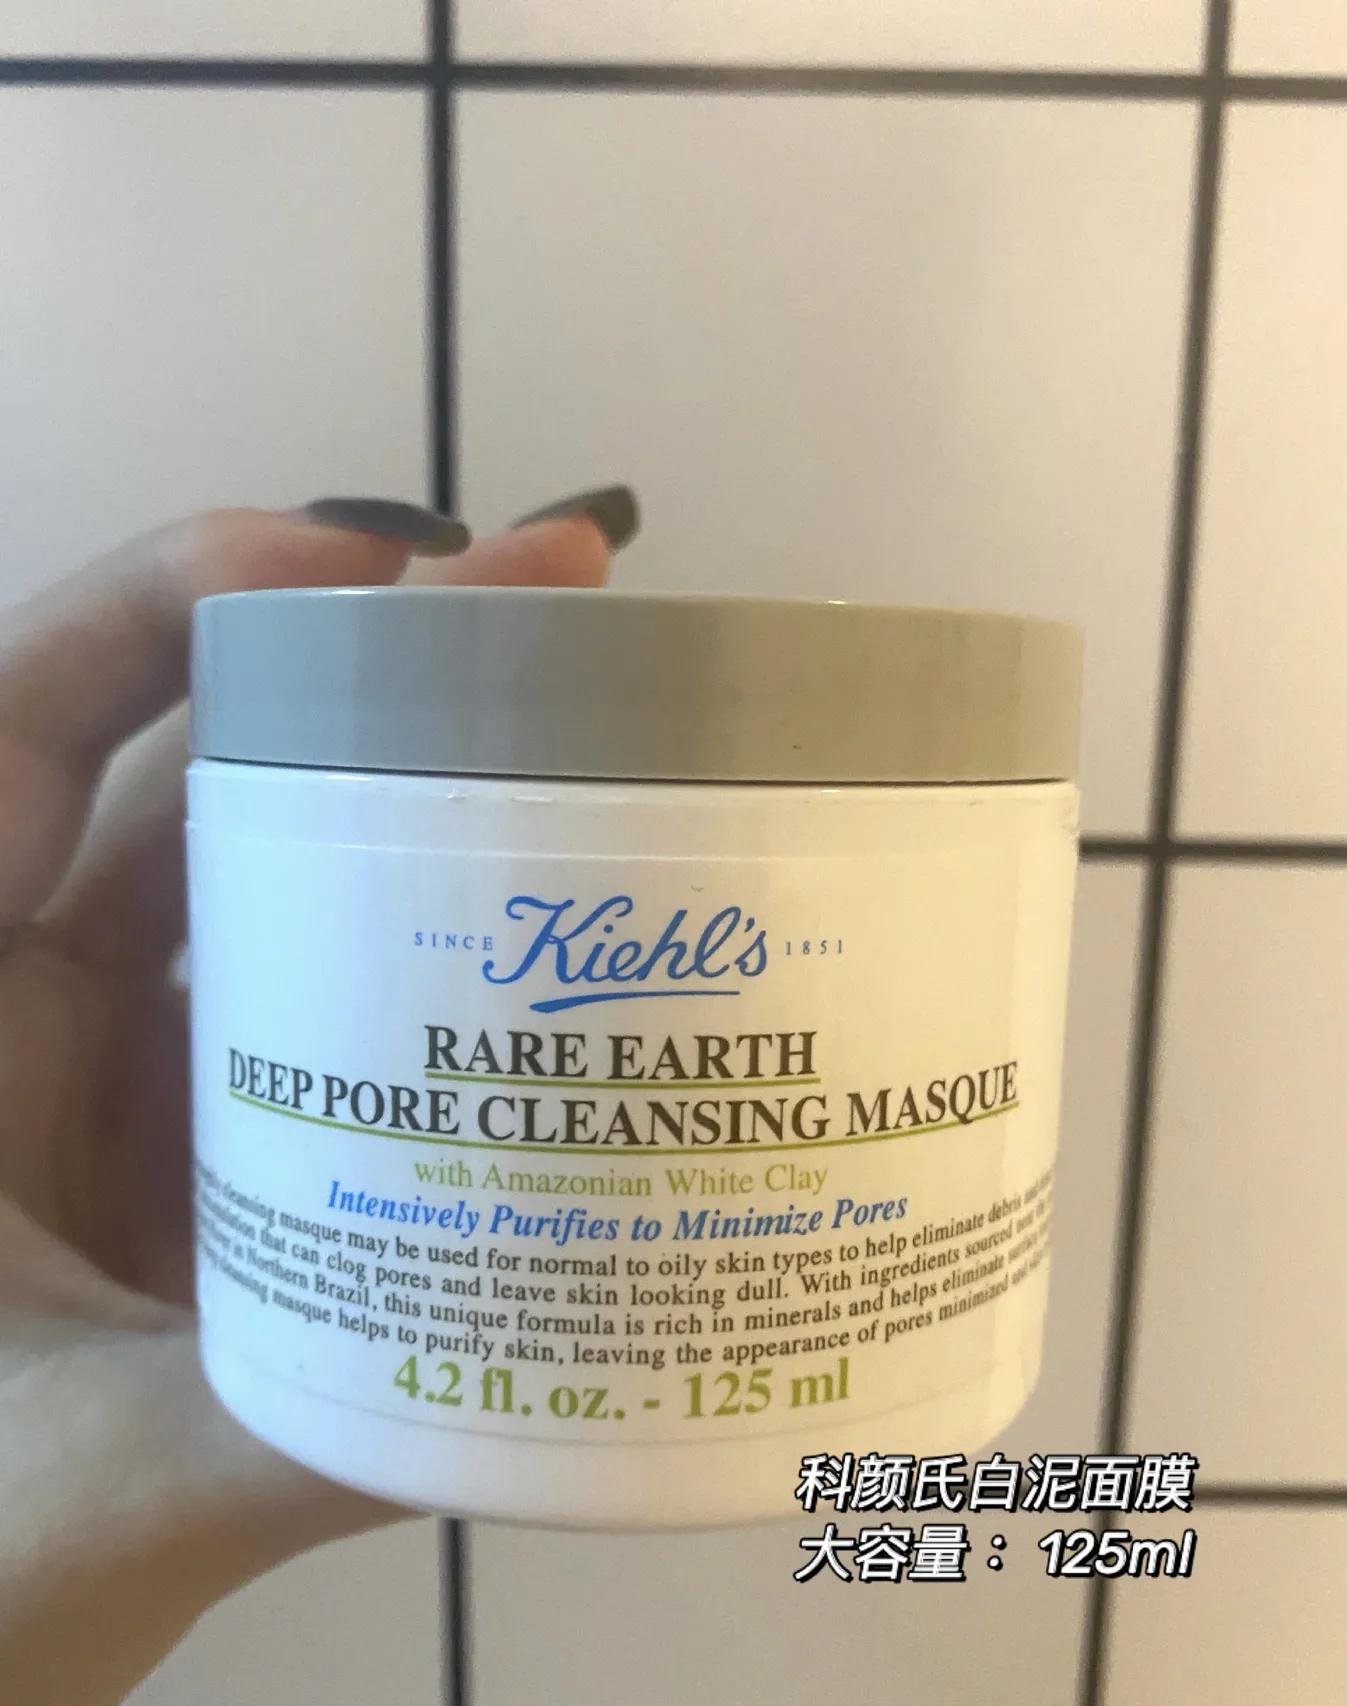 SINCE Kiehl's 1851
RARE EARTH
DEEP PORE CLEANSING MASQUE
with Amazonian White Clay
Intensively Purifies to Minimize Pores
cleansing masque may be used for normal to oily skin types to help eliminate debris
that can clog pores and leave skin looking dull. With ingredients sourced
in Northern Brazil, this unique formula is rich in minerals and helps eliminate
cleansing masque helps to purify skin, leaving the appearance of pores minimized
4.2 fl. oz. - 125 ml
科颜氏白泥面膜
大容量：125ml